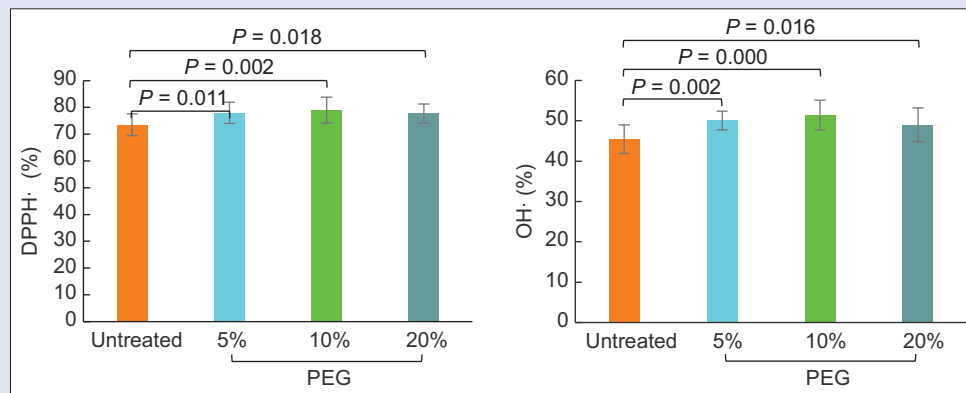 P = 0.018
P = 0.002
P = 0.011
90
80
70
60
50
40
30
20
10
0
DPPH· (%)
Untreated 5% 10% 20%
PEG
P = 0.016
P = 0.000
P = 0.002
60
50
40
30
20
10
0
OH· (%)
Untreated 5% 10% 20%
PEG